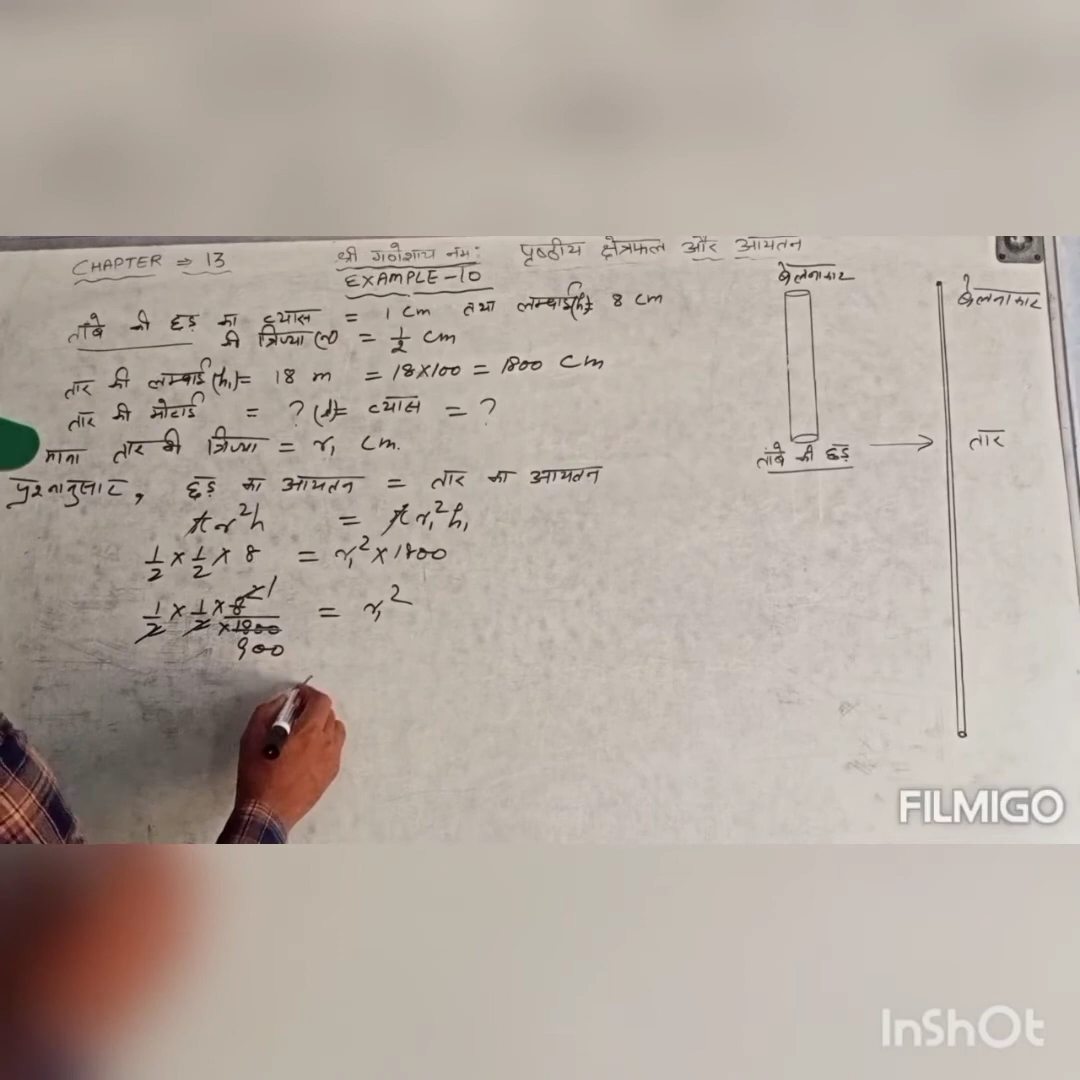 CHAPTER ⇒ 13
श्री गणेशाय नमः
पृष्ठीय क्षेत्रफल और आयतन
EXAMPLE-10
तांबे की छड़ का व्यास = 1 cm तथा लम्बाई(h)= 8 cm
की त्रिज्या(r) = 1/2 cm
तार की लम्बाई(h₁)= 18 m = 18×100 = 1800 cm
तार की मोटाई = ? (d)= व्यास = ?
माना तार की त्रिज्या = r₁ cm.
प्रश्नानुसार, छड़ का आयतन = तार का आयतन
πr²h = πr₁²h₁
1/2 × 1/2 × 8 = r₁² × 1800
1/2 × 1/2 × 8 / ×1800 = r₁²
900
बेलनाकार
तांबे की छड़
बेलनाकार
तार
FILMIGO
InShOt